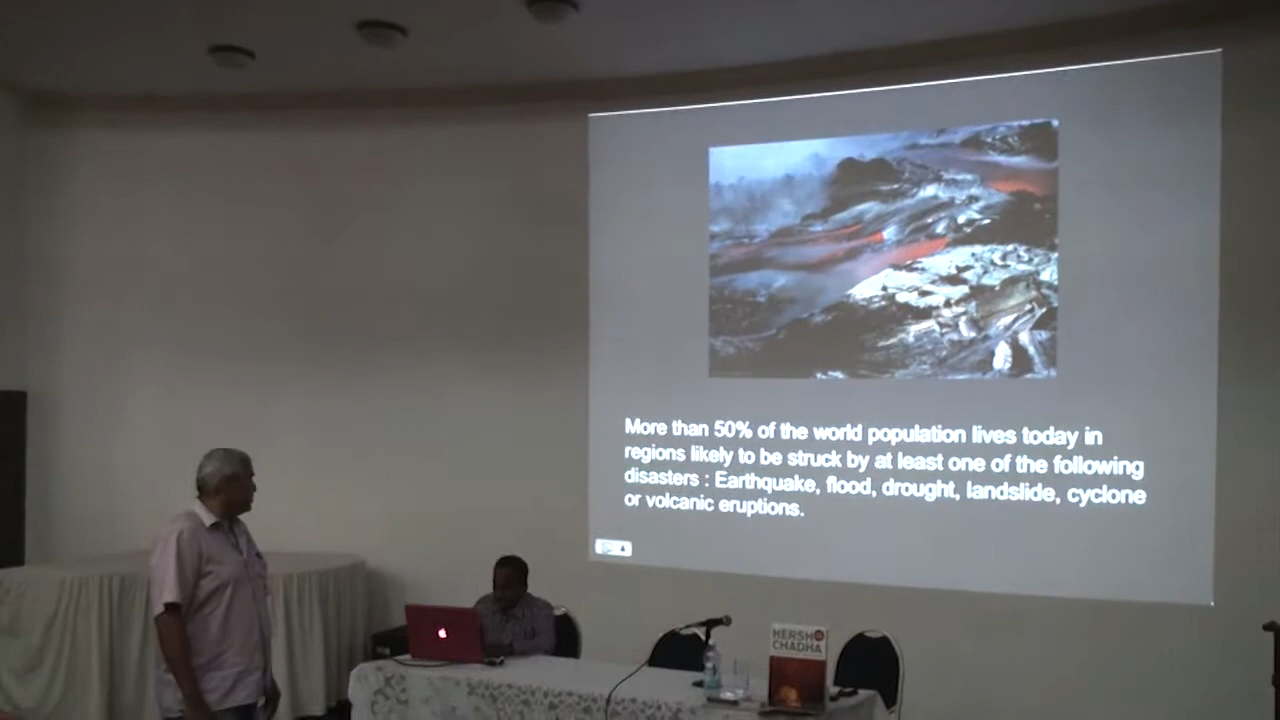 More than 50% of the world population lives today in
regions likely to be struck by at least one of the following
disasters : Earthquake, flood, drought, landslide, cyclone
or volcanic eruptions.
HERSH
CHADHA